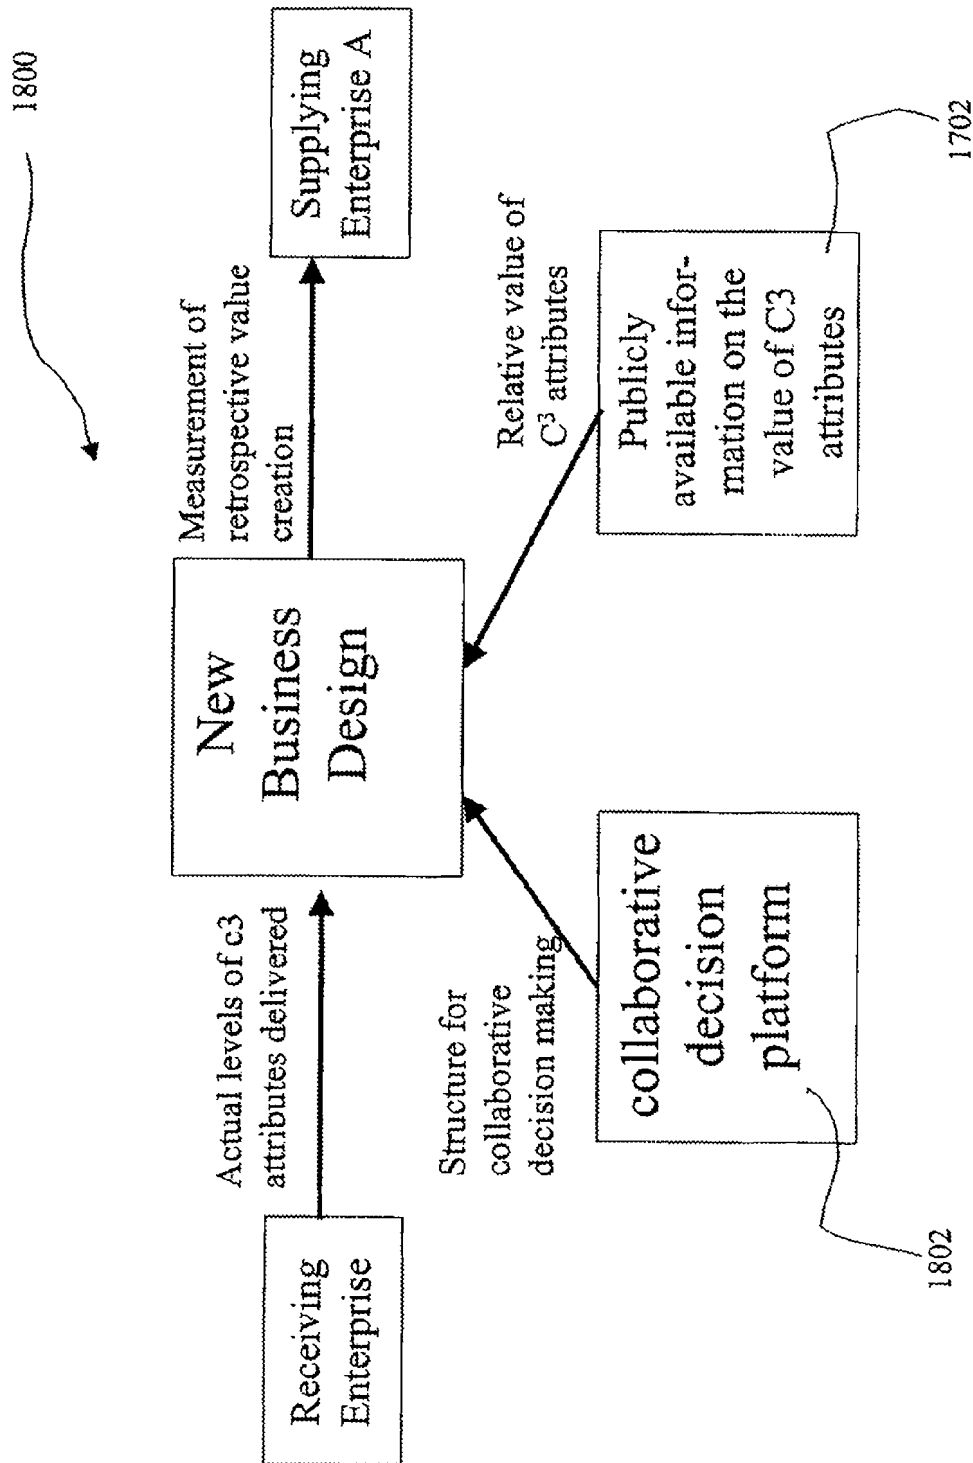 1800
Receiving
Enterprise
Actual levels of c3
attributes delivered
New
Business
Design
Measurement of
retrospective value
creation
Supplying
Enterprise A
Structure for
collaborative
decision making
Relative value of
C³ attributes
collaborative
decision
platform
Publicly
available infor-
mation on the
value of C3
attributes
1802
1702